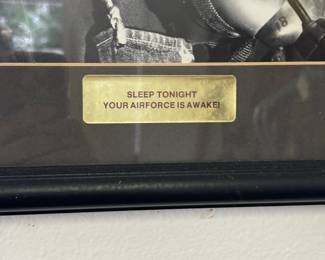 SLEEP TONIGHT
YOUR AIRFORCE IS AWAKE!